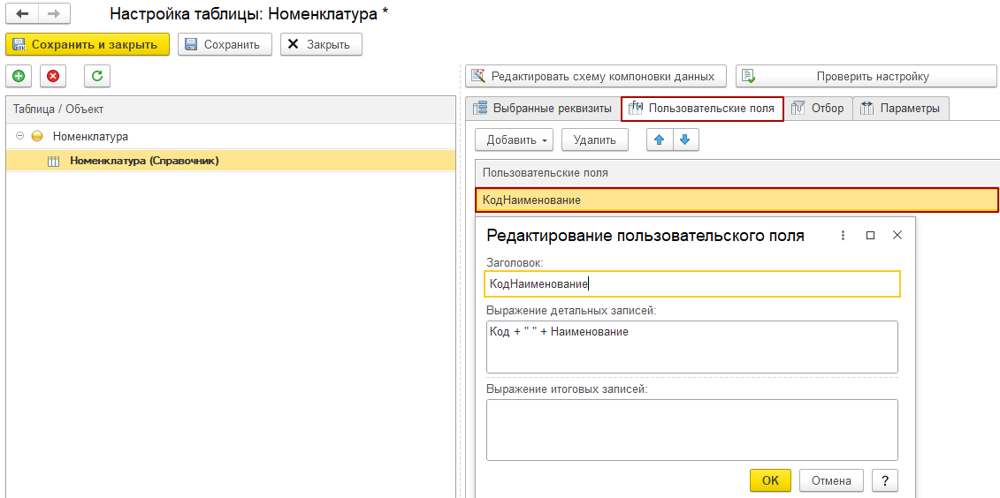 Настройка таблицы: Номенклатура *
Сохранить и закрыть
Сохранить
Закрыть
Редактировать схему компоновки данных
Проверить настройку
Таблица / Объект
Номенклатура
Номенклатура (Справочник)
Выбранные реквизиты
Пользовательские поля
Отбор
Параметры
Добавить
Удалить
Пользовательские поля
КодНаименование
Редактирование пользовательского поля
Заголовок:
КодНаименование
Выражение детальных записей:
Код + " " + Наименование
Выражение итоговых записей:
OK
Отмена
?